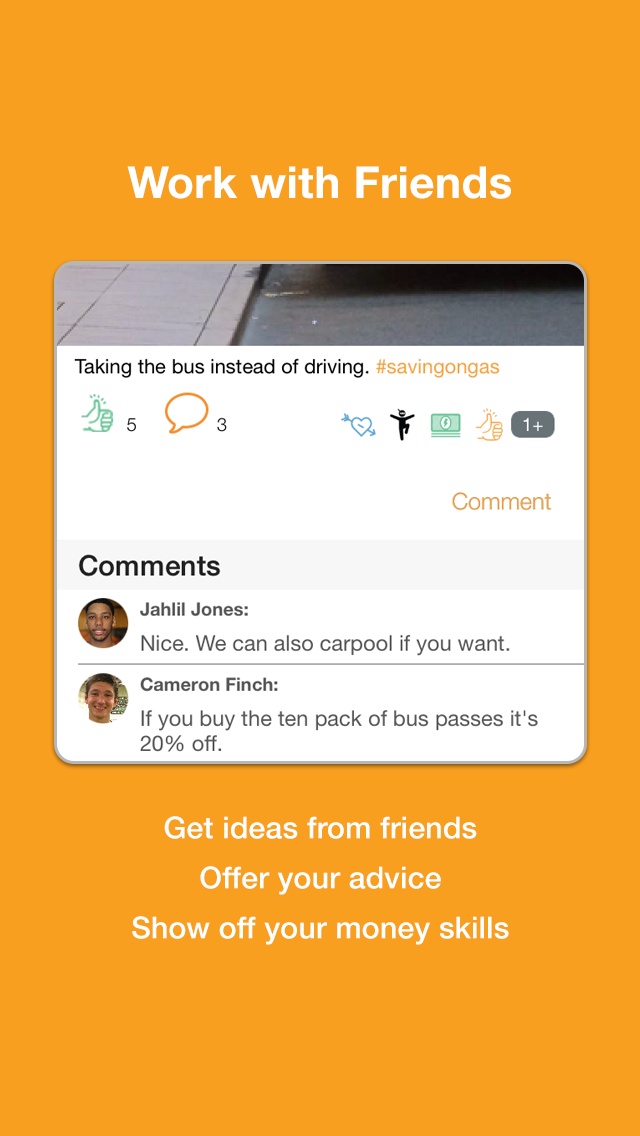 Work with Friends
Taking the bus instead of driving. #savingongas
5
3
1+
Comment
Comments
Jahlil Jones:
Nice. We can also carpool if you want.
Cameron Finch:
If you buy the ten pack of bus passes it's
20% off.
Get ideas from friends
Offer your advice
Show off your money skills